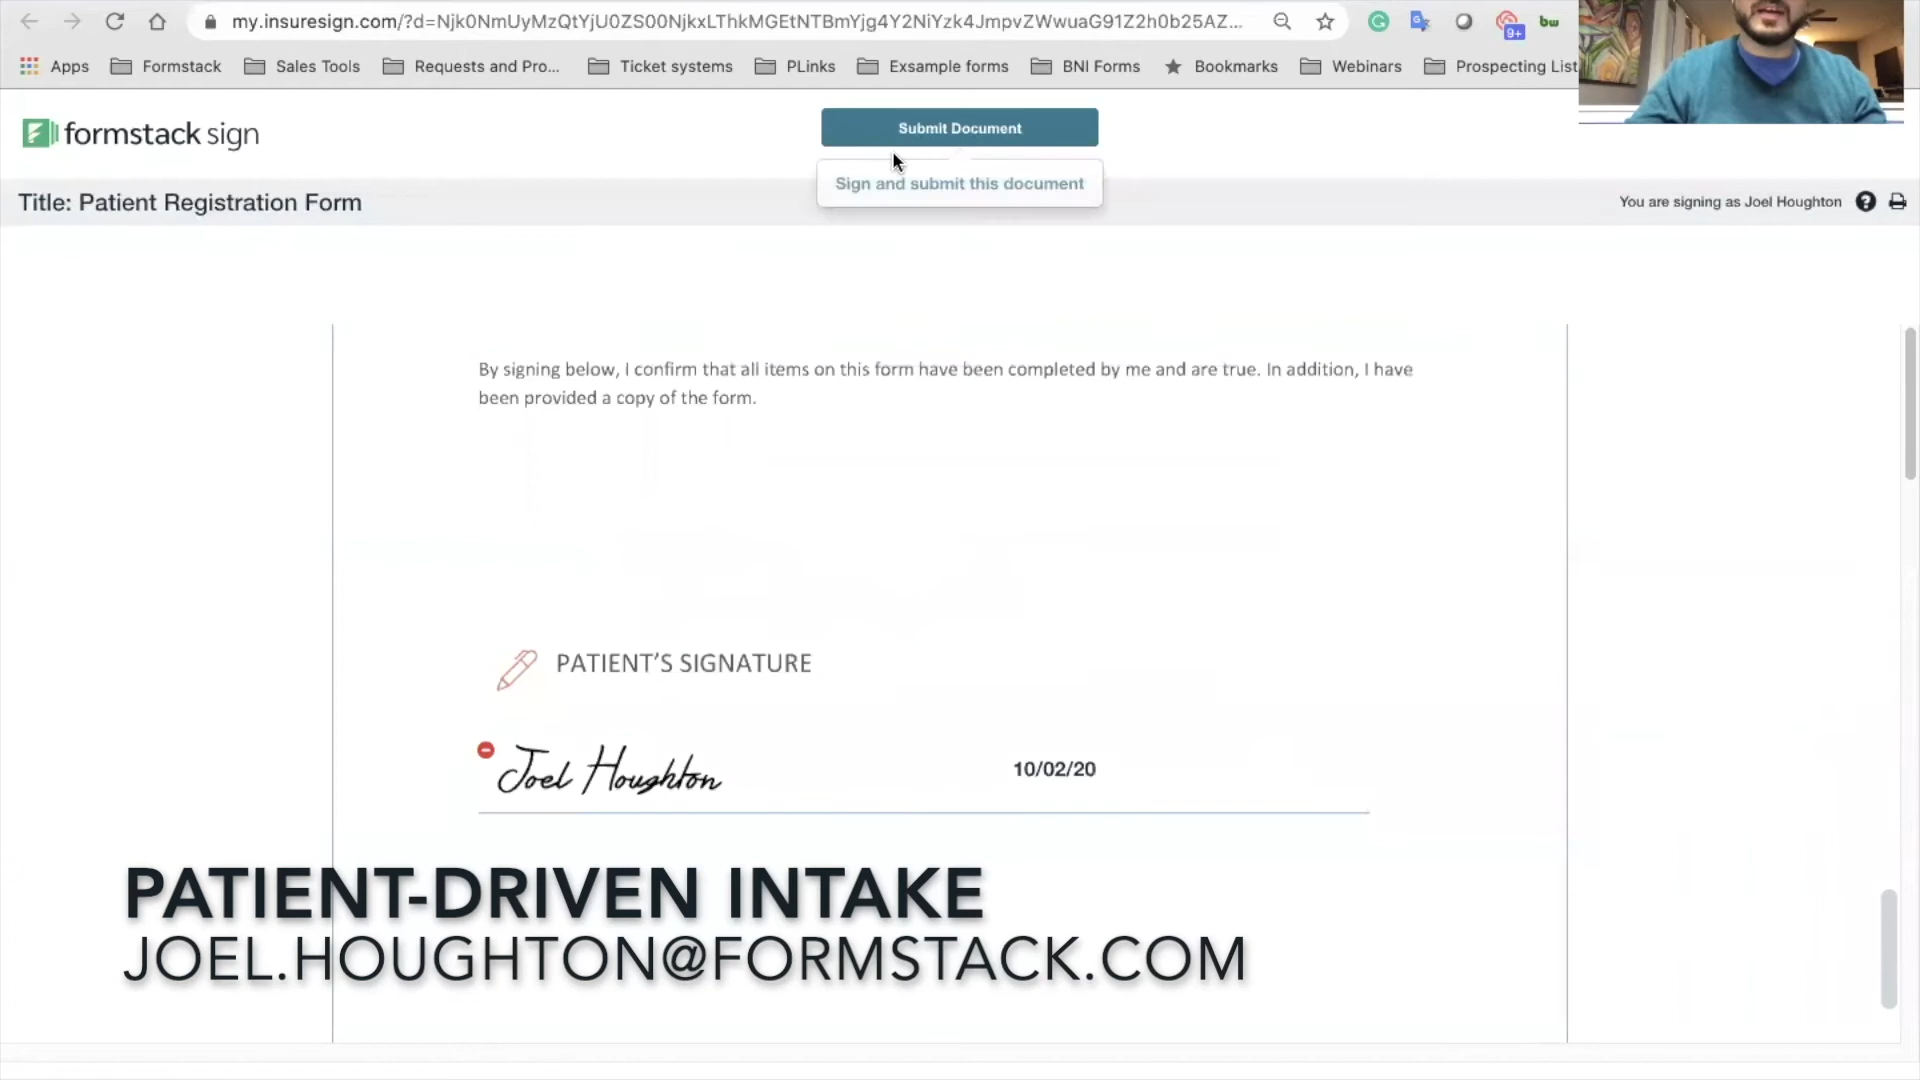 my.insuresign.com/?d=Njk0NmUyMzQtYjU0ZS00NjkxLThkMGEtNTBmYjg4Y2NiYzk4JmpvZWwuaG91Z2h0b25AZ...
9+
bw
Apps
Formstack
Sales Tools
Requests and Pro...
Ticket systems
PLinks
Exsample forms
BNI Forms
Bookmarks
Webinars
Prospecting List
formstack sign
Submit Document
Sign and submit this document
Title: Patient Registration Form
You are signing as Joel Houghton
By signing below, I confirm that all items on this form have been completed by me and are true. In addition, I have
been provided a copy of the form.
PATIENT'S SIGNATURE
Joel Houghton
10/02/20
PATIENT-DRIVEN INTAKE
JOEL.HOUGHTON@FORMSTACK.COM